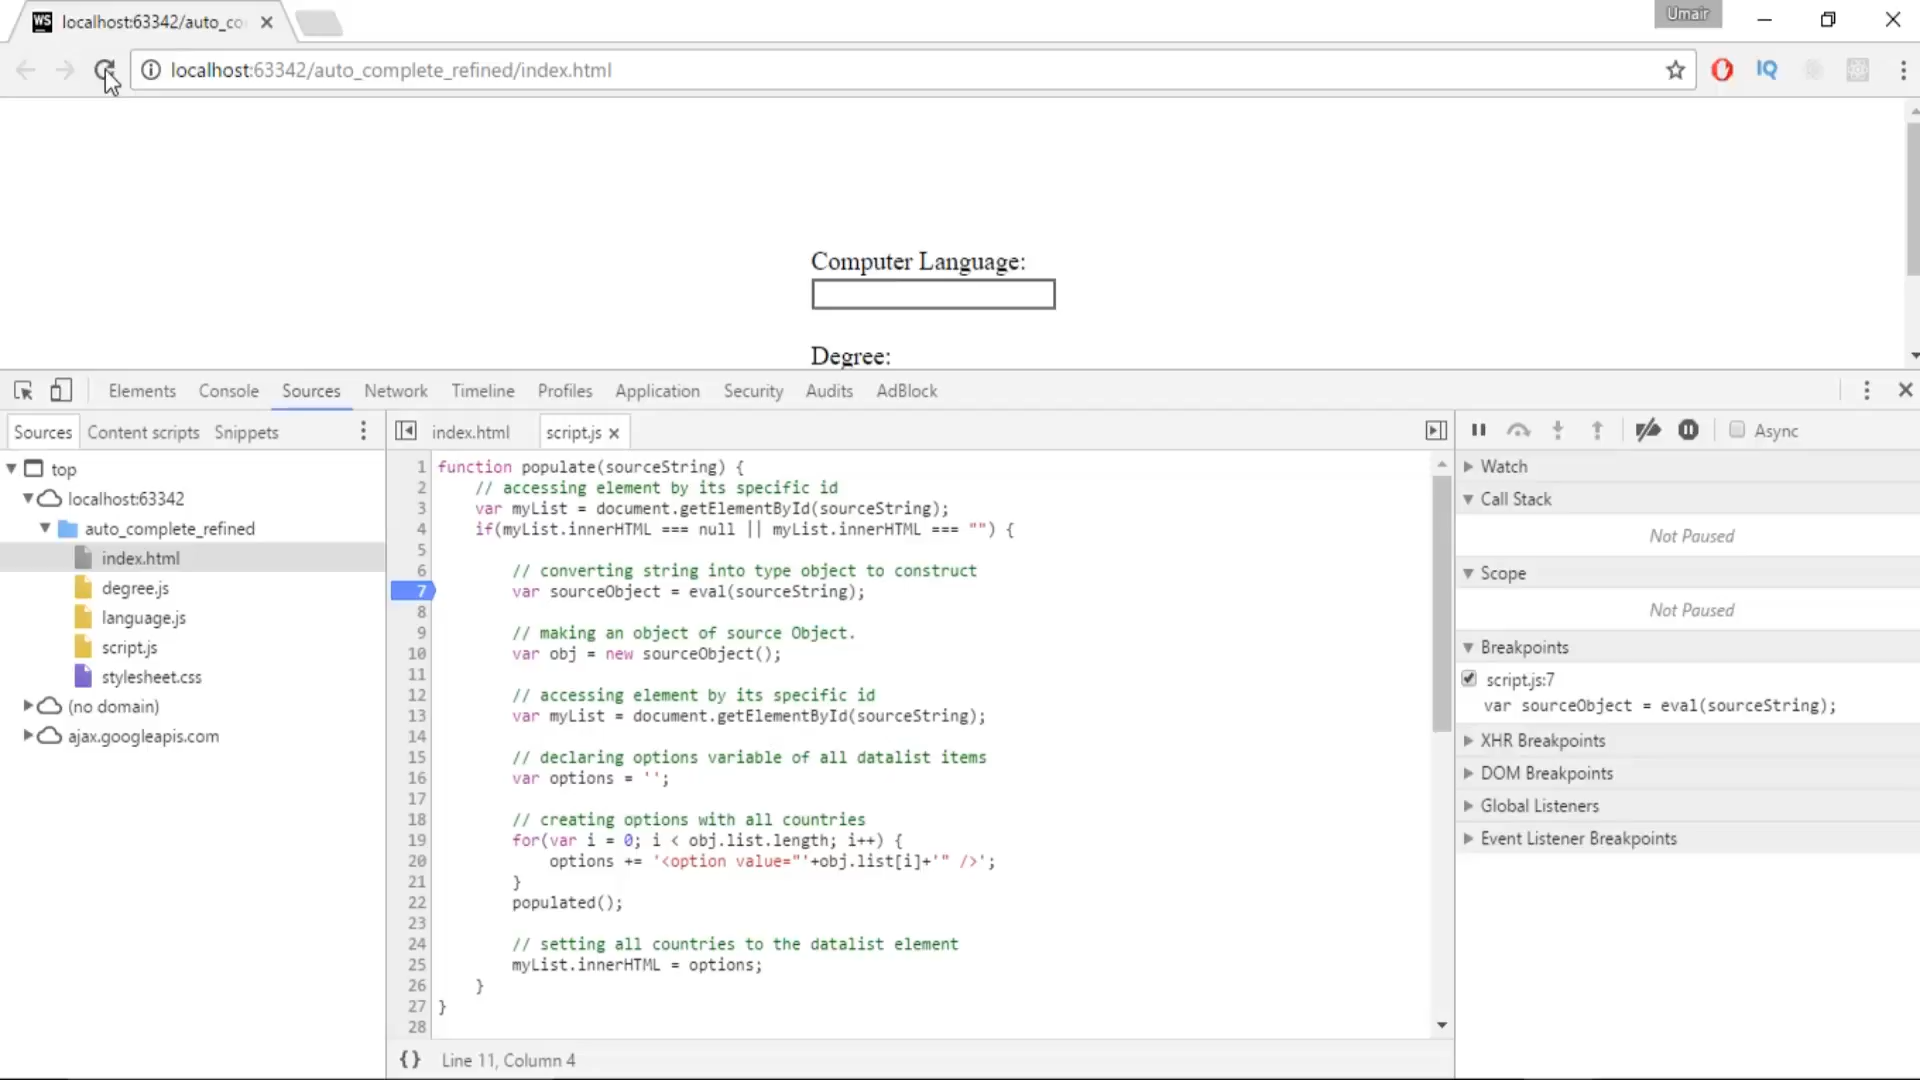 WS localhost:63342/auto_co
Umair
localhost:63342/auto_complete_refined/index.html
IQ
Computer Language:
Degree:
Elements Console Sources Network Timeline Profiles Application Security Audits AdBlock
Sources Content scripts Snippets
top
localhost:63342
auto_complete_refined
index.html
degree.js
language.js
script.js
stylesheet.css
(no domain)
ajax.googleapis.com
index.html script.js
1 function populate(sourceString) {
2 // accessing element by its specific id
3 var myList = document.getElementById(sourceString);
4 if(myList.innerHTML === null || myList.innerHTML === "") {
5
6 // converting string into type object to construct
7 var sourceObject = eval(sourceString);
8
9 // making an object of source Object.
10 var obj = new sourceObject();
11
12 // accessing element by its specific id
13 var myList = document.getElementById(sourceString);
14
15 // declaring options variable of all datalist items
16 var options = '';
17
18 // creating options with all countries
19 for(var i = 0; i < obj.list.length; i++) {
20 options += '<option value="'+obj.list[i]+'" />';
21 }
22 populated();
23
24 // setting all countries to the datalist element
25 myList.innerHTML = options;
26 }
27 }
28
{} Line 11, Column 4
Async
Watch
Call Stack
Not Paused
Scope
Not Paused
Breakpoints
script.js:7
var sourceObject = eval(sourceString);
XHR Breakpoints
DOM Breakpoints
Global Listeners
Event Listener Breakpoints